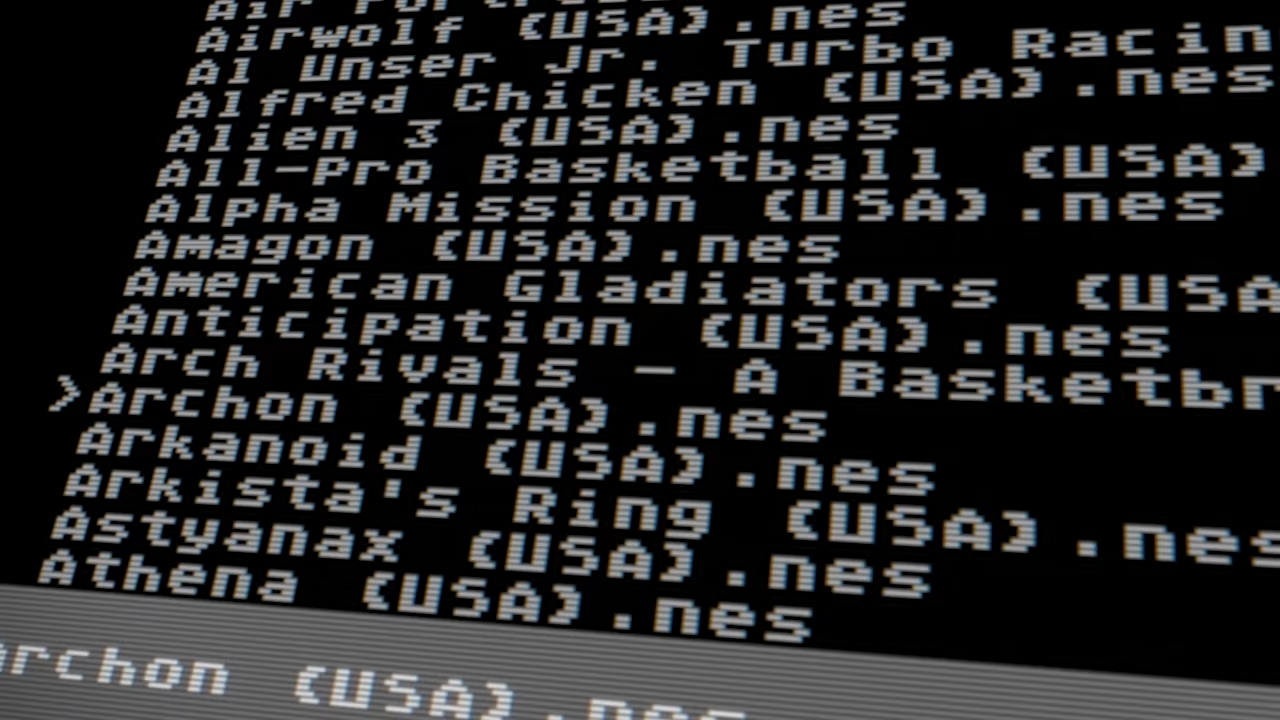 Airwolf (USA).nes
Al Unser Jr. Turbo Racin
Alfred Chicken (USA).nes
Alien 3 (USA).nes
All-Pro Basketball (USA)
Alpha Mission (USA).nes
Amagon (USA).nes
American Gladiators (USA
Anticipation (USA).nes
Arch Rivals - A Basketbr
>Archon (USA).nes
Arkanoid (USA).nes
Arkista's Ring (USA).nes
Astyanax (USA).nes
Athena (USA).nes
archon (USA).nes